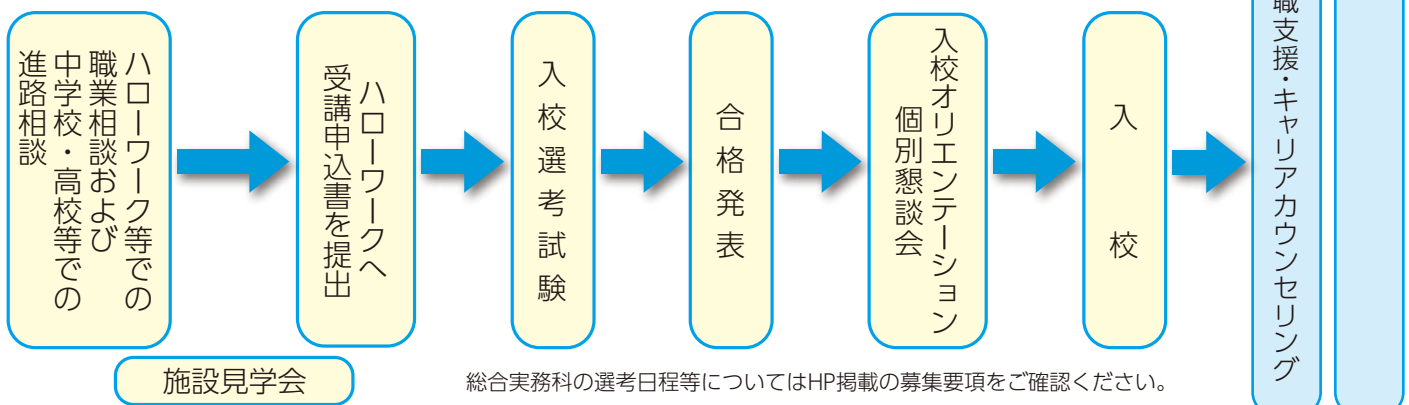 ハローワーク等での
職業相談および
中学校・高校等での
進路相談
ハローワークへ
受講申込書を提出
入校選考試験
合格発表
入校オリエンテーション
個別懇談会
入校
職支援・キャリアカウンセリング
施設見学会
総合実務科の選考日程等についてはHP掲載の募集要項をご確認ください。